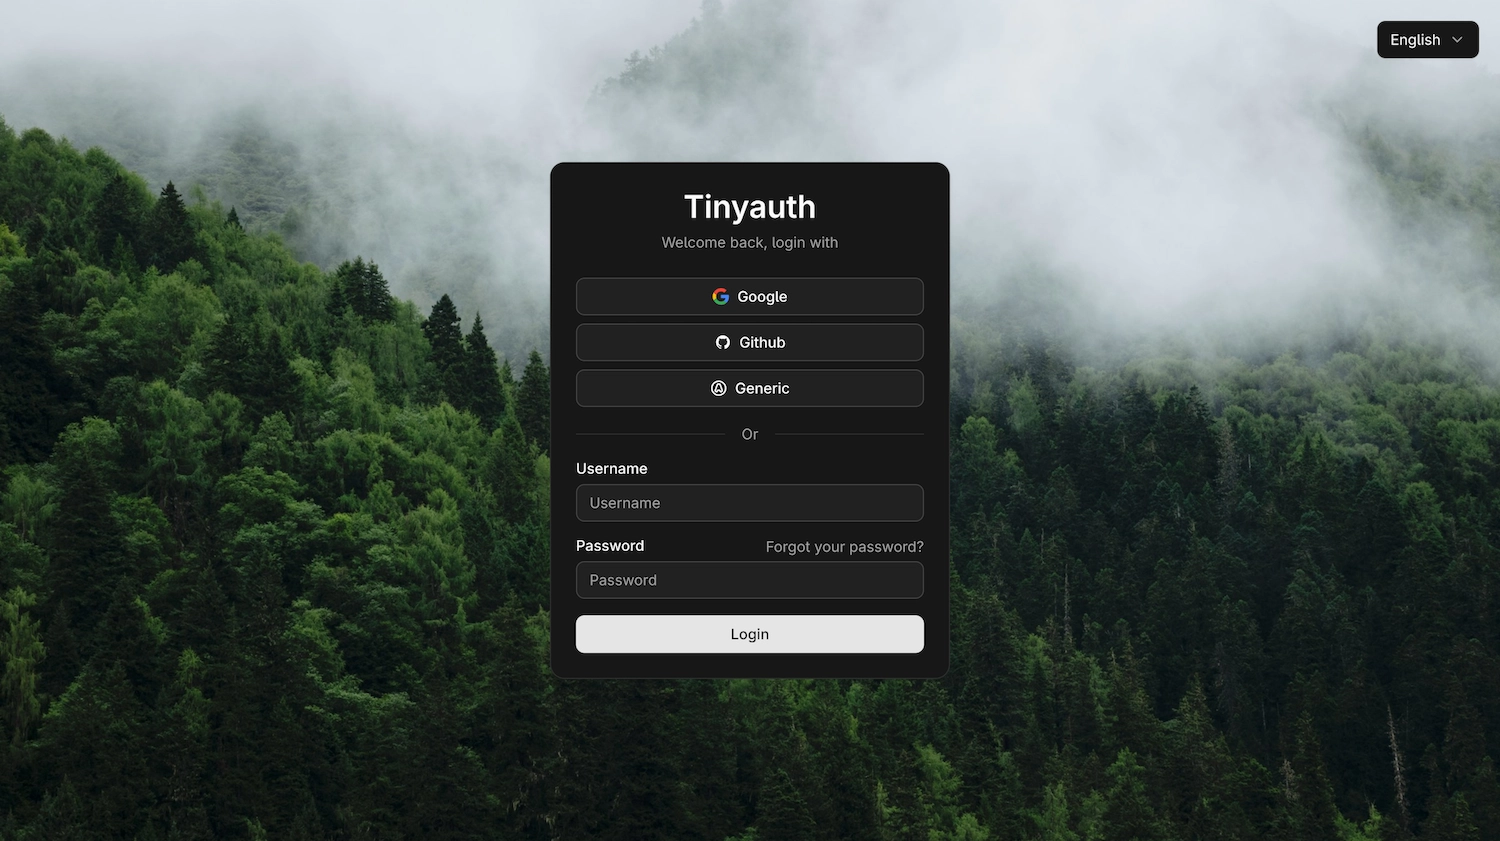 English
Tinyauth
Welcome back, login with
Google
Github
Generic
Or
Username
Username
Password Forgot your password?
Password
Login